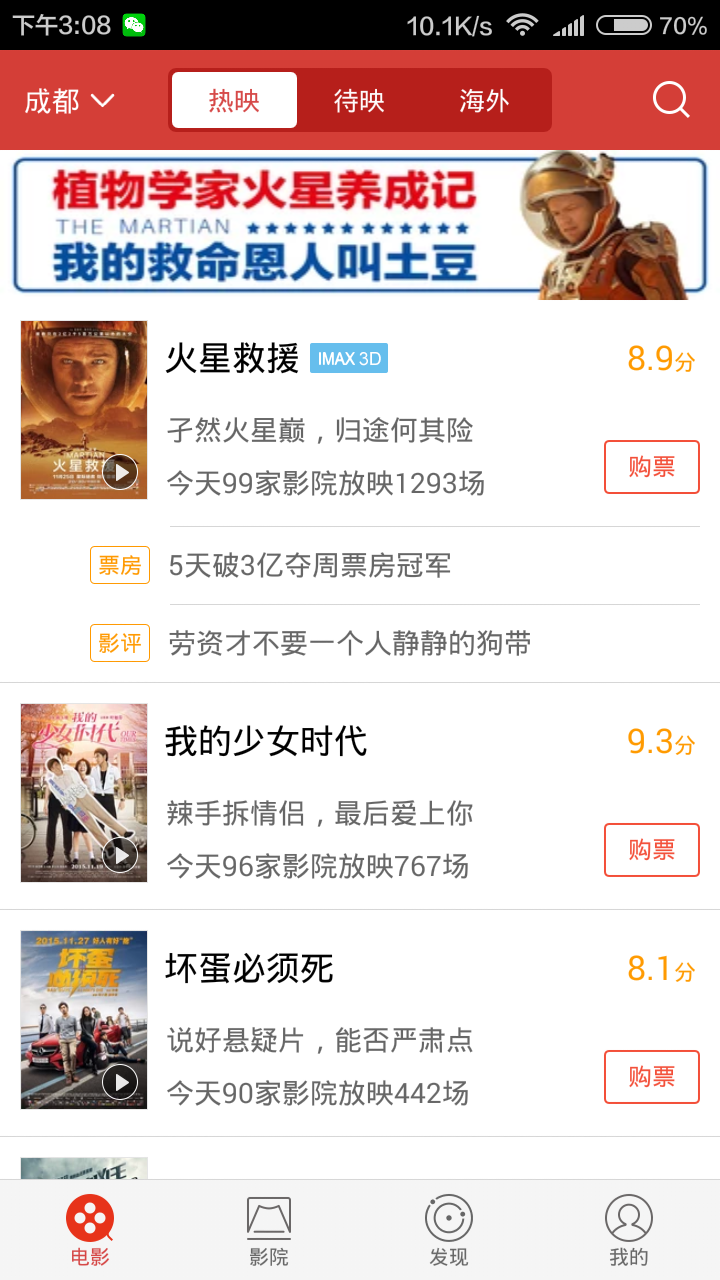 下午3:08
10.1K/s
70%
成都
热映
待映
海外
植物学家火星养成记
THE MARTIAN
我的救命恩人叫土豆
火星救援 IMAX 3D
8.9分
孑然火星巅，归途何其险
今天99家影院放映1293场
购票
票房 5天破3亿夺周票房冠军
影评 劳资才不要一个人静静的狗带
我的少女时代
9.3分
辣手拆情侣，最后爱上你
今天96家影院放映767场
购票
坏蛋必须死
8.1分
说好悬疑片，能否严肃点
今天90家影院放映442场
购票
电影
影院
发现
我的